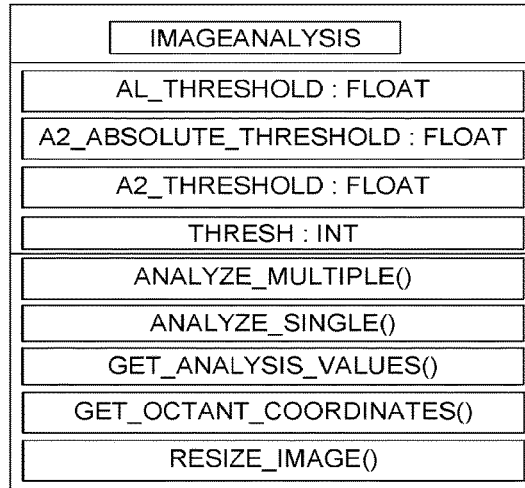 IMAGEANALYSIS
AL_THRESHOLD : FLOAT
A2_ABSOLUTE_THRESHOLD : FLOAT
A2_THRESHOLD : FLOAT
THRESH : INT
ANALYZE_MULTIPLE()
ANALYZE_SINGLE()
GET_ANALYSIS_VALUES()
GET_OCTANT_COORDINATES()
RESIZE_IMAGE()